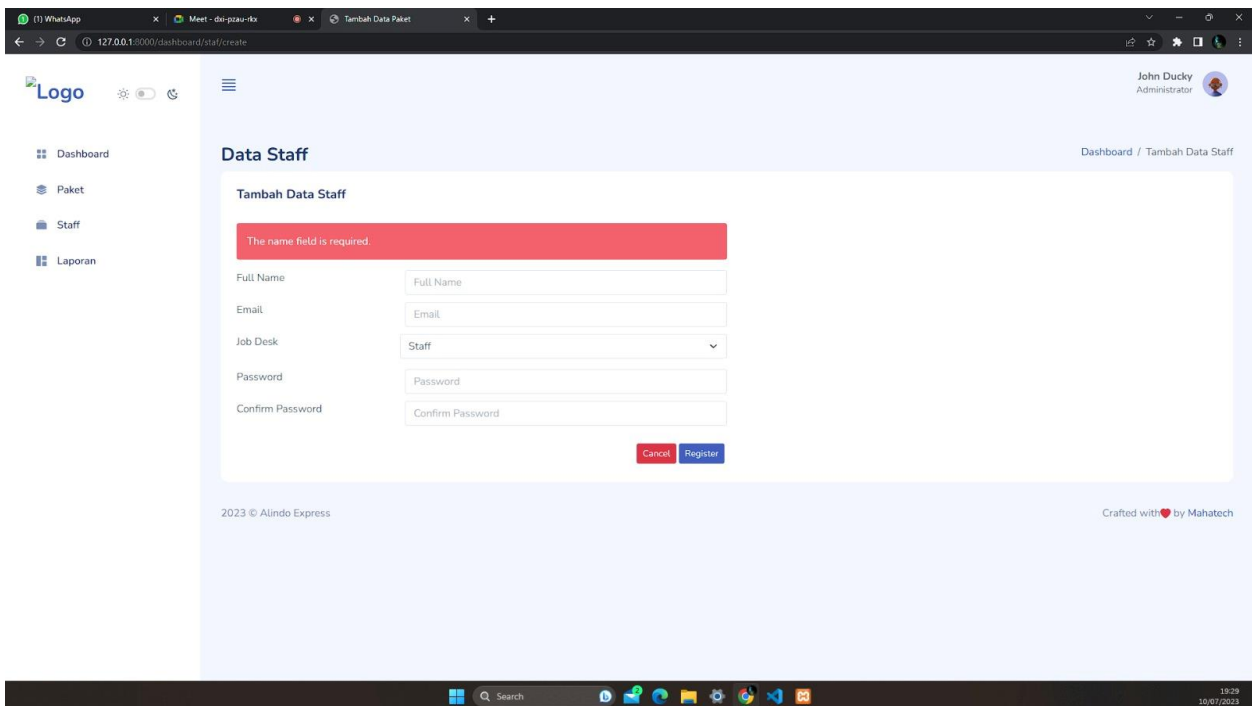 (1) WhatsApp
Meet - dxi-pzau-rkx
Tambah Data Paket
127.0.0.1:8000/dashboard/staf/create
Logo
John Ducky
Administrator
Dashboard
Paket
Staff
Laporan
Data Staff
Dashboard / Tambah Data Staff
Tambah Data Staff
The name field is required.
Full Name
Full Name
Email
Email
Job Desk
Staff
Password
Password
Confirm Password
Confirm Password
Cancel Register
2023 © Alindo Express
Crafted with❤ by Mahatech
Search
19:29
10/07/2023